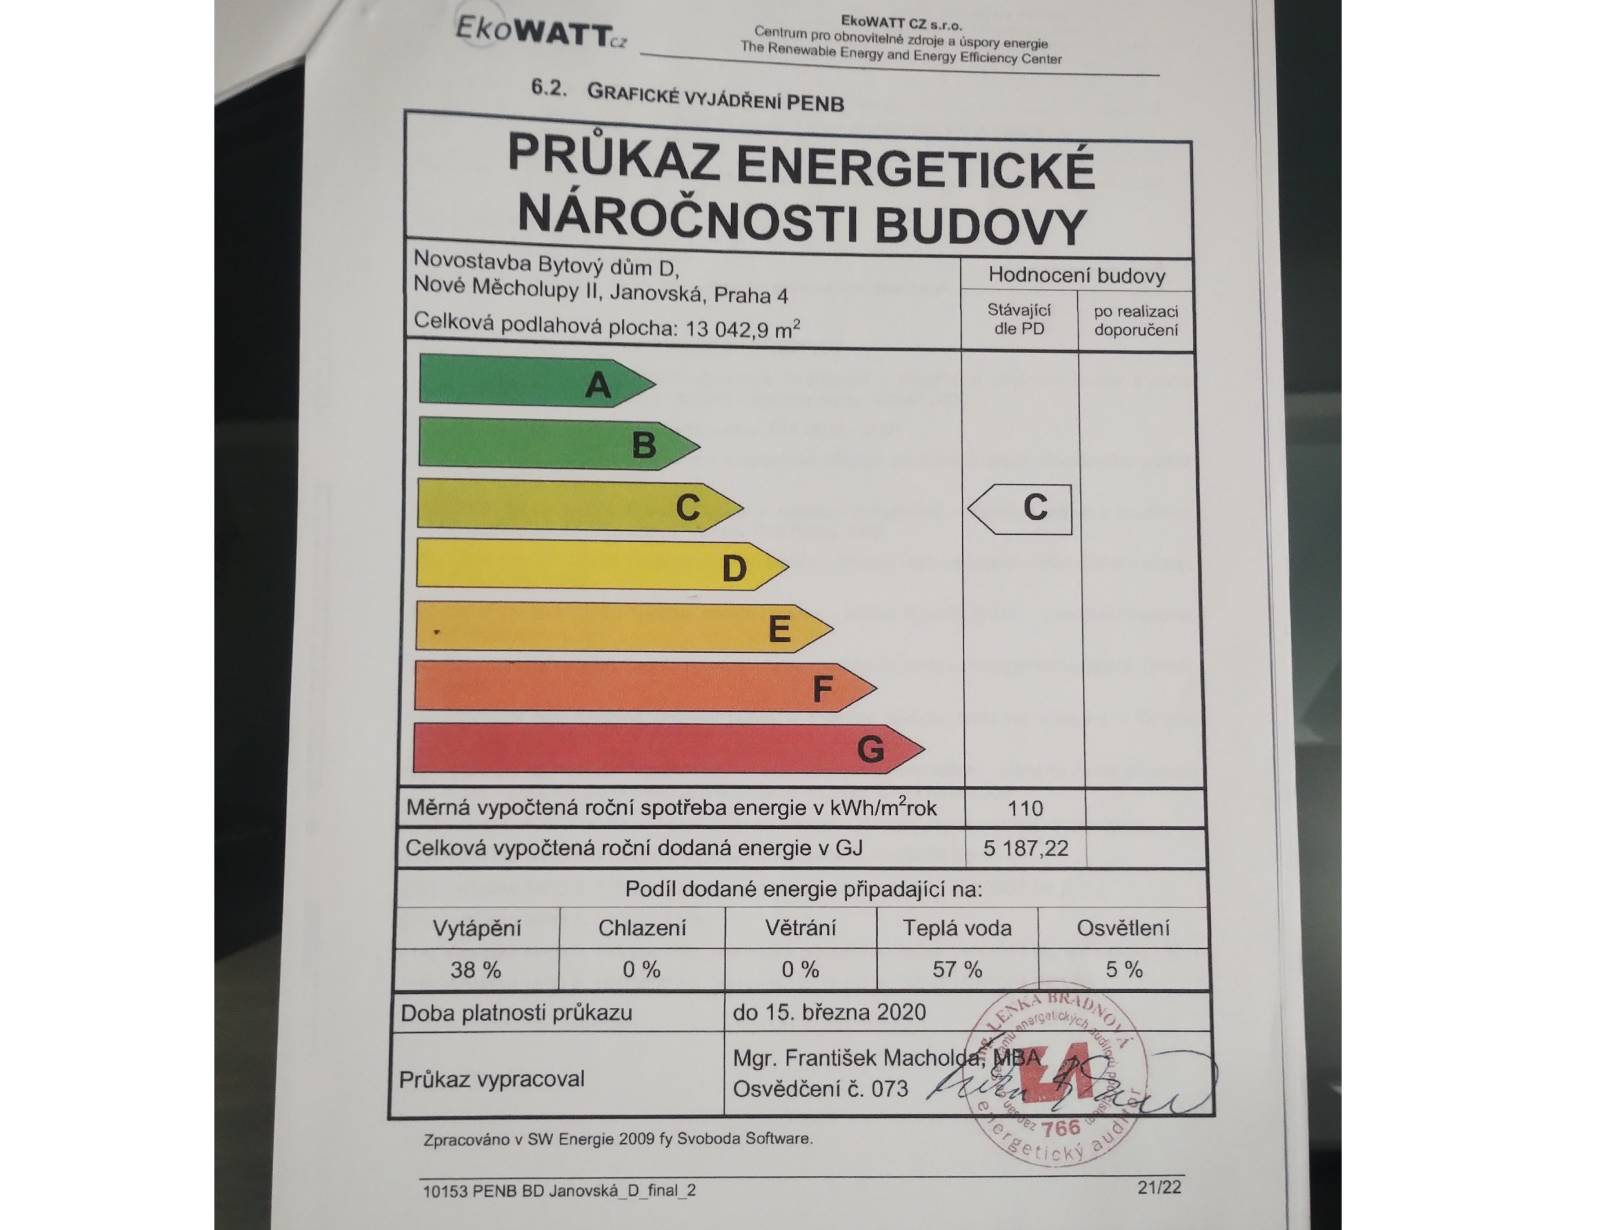 EkoWATTCZ
EkoWATT CZ s.r.o.
Centrum pro obnovitelné zdroje a úspory energie
The Renewable Energy and Energy Efficiency Center
6.2. GRAFICKÉ VYJÁDŘENÍ PENB
PRŮKAZ ENERGETICKÉ
NÁROČNOSTI BUDOVY
Novostavba Bytový dům D,
Nové Měcholupy II, Janovská, Praha 4
Celková podlahová plocha: 13 042,9 m²
Hodnocení budovy
Stávající
dle PD
po realizaci
doporučení
A
B
C
C
D
E
F
G
Měrná vypočtená roční spotřeba energie v kWh/m²rok 110
Celková vypočtená roční dodaná energie v GJ 5 187,22
Podíl dodané energie připadající na:
Vytápění Chlazení Větrání Teplá voda Osvětlení
38 % 0 % 0 % 57 % 5 %
Doba platnosti průkazu do 15. března 2020
Průkaz vypracoval
Mgr. František Macholda, MBA
Osvědčení č. 073
Ing. LENKA BRADNOVÁ
energetických auditorů
EA
766
energetický auditor
Zpracováno v SW Energie 2009 fy Svoboda Software.
10153 PENB BD Janovská_D_final_2 21/22